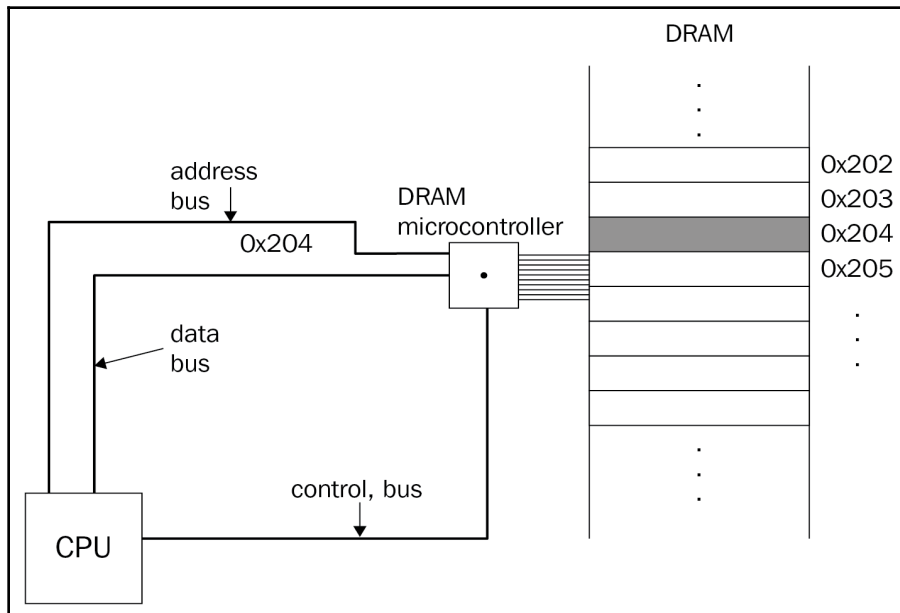 DRAM
0x202
0x203
0x204
0x205
address
bus
0x204
DRAM
microcontroller
data
bus
control, bus
CPU